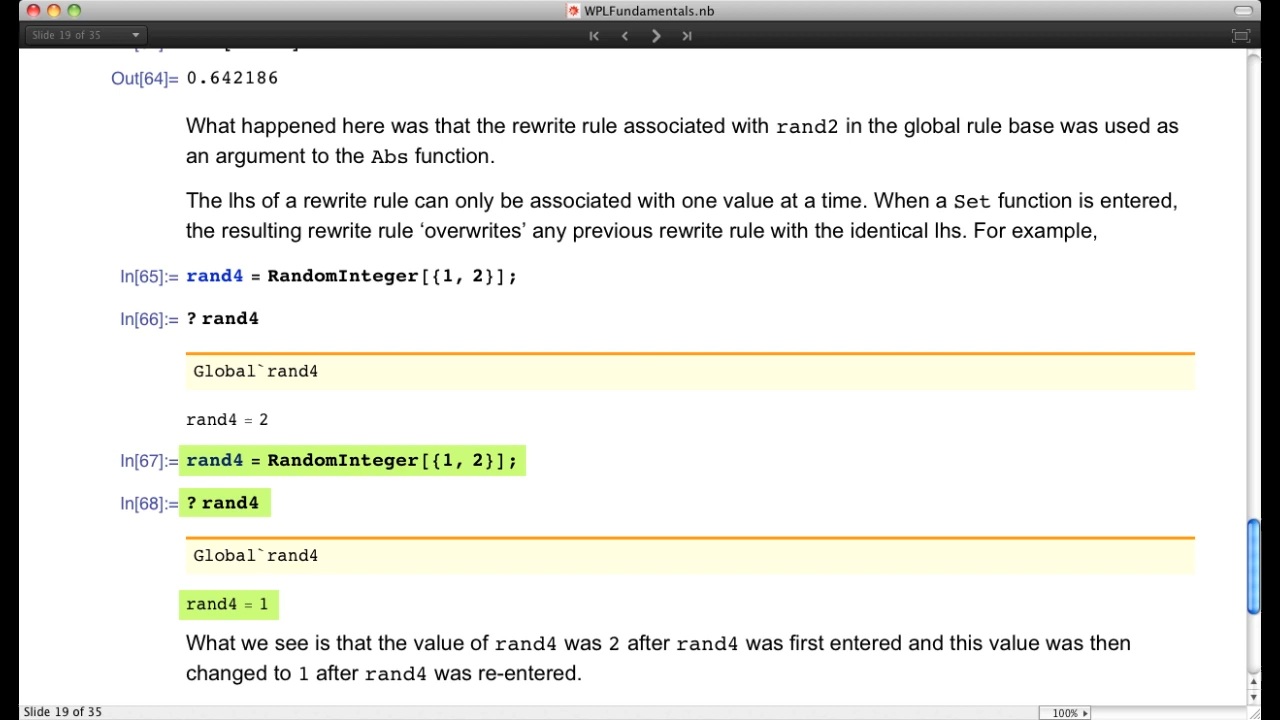 WPLFundamentals.nb
Slide 19 of 35
Out[64]= 0.642186
What happened here was that the rewrite rule associated with rand2 in the global rule base was used as
an argument to the Abs function.
The lhs of a rewrite rule can only be associated with one value at a time. When a Set function is entered,
the resulting rewrite rule ‘overwrites’ any previous rewrite rule with the identical lhs. For example,
In[65]:= rand4 = RandomInteger[{1, 2}];
In[66]:= ? rand4
Global`rand4
rand4 = 2
In[67]:= rand4 = RandomInteger[{1, 2}];
In[68]:= ? rand4
Global`rand4
rand4 = 1
What we see is that the value of rand4 was 2 after rand4 was first entered and this value was then
changed to 1 after rand4 was re-entered.
Slide 19 of 35
100%